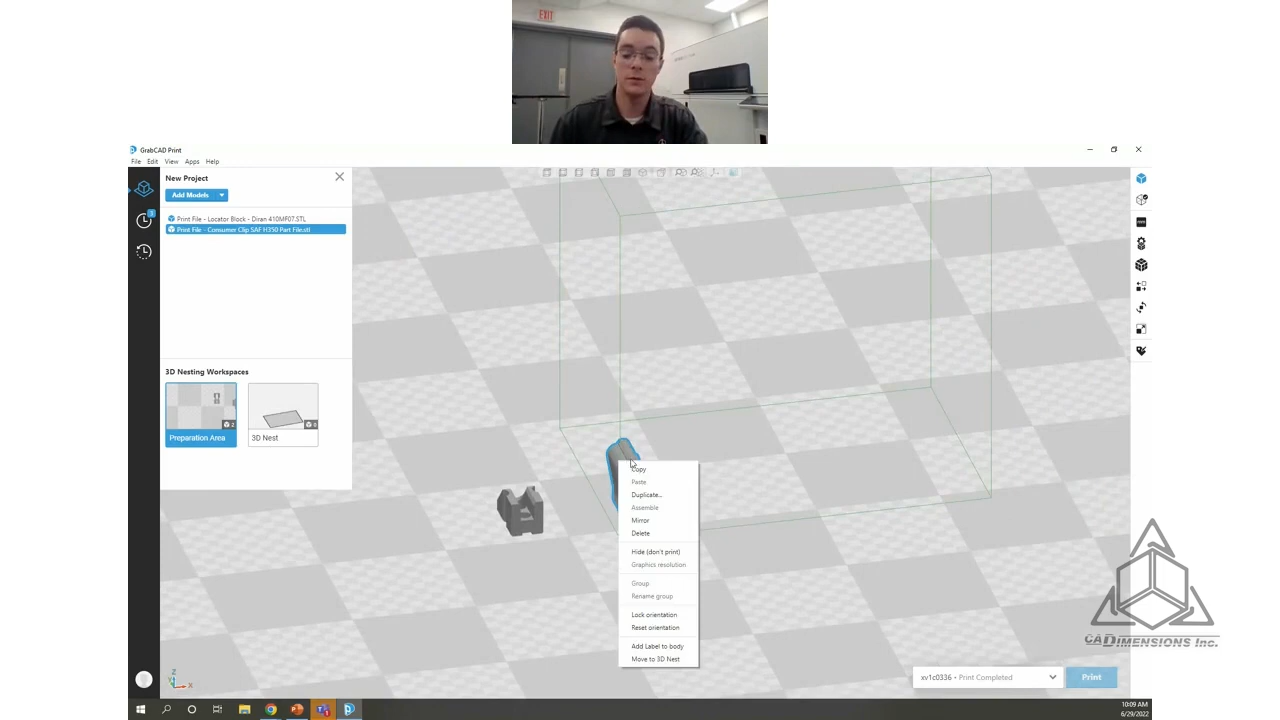 EXIT
GrabCAD Print
File Edit View Apps Help
New Project
Add Models
Print File - Locator Block - Diran 410MF07.STL
Print File - Consumer Clip SAF H350 Part File.stl
3D Nesting Workspaces
2
Preparation Area
0
3D Nest
Copy
Paste
Duplicate...
Assemble
Mirror
Delete
Hide (don't print)
Graphics resolution
Group
Rename group
Lock orientation
Reset orientation
Add Label to body
Move to 3D Nest
CADIMENSIONS Inc.
Z
X
xv1c0336 • Print Completed
Print
10:09 AM
6/29/2022